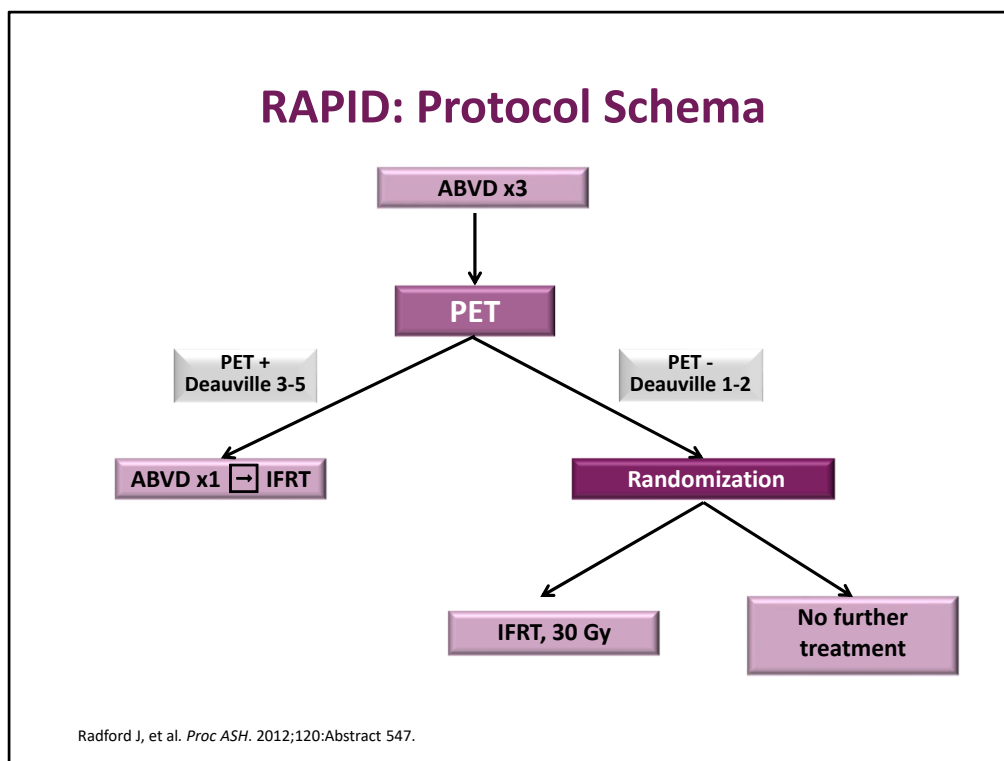 RAPID: Protocol Schema
ABVD x3
PET
PET +
Deauville 3-5
PET -
Deauville 1-2
ABVD x1 → IFRT
Randomization
IFRT, 30 Gy
No further
treatment
Radford J, et al. Proc ASH. 2012;120:Abstract 547.